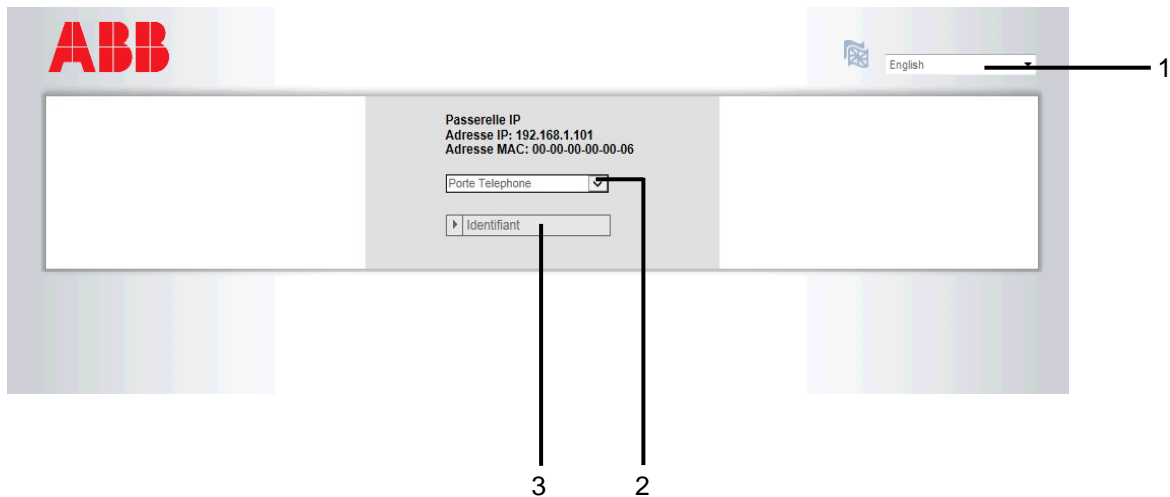 ABB
English
1
Passerelle IP
Adresse IP: 192.168.1.101
Adresse MAC: 00-00-00-00-00-06
Porte Telephone
Identifiant
3
2